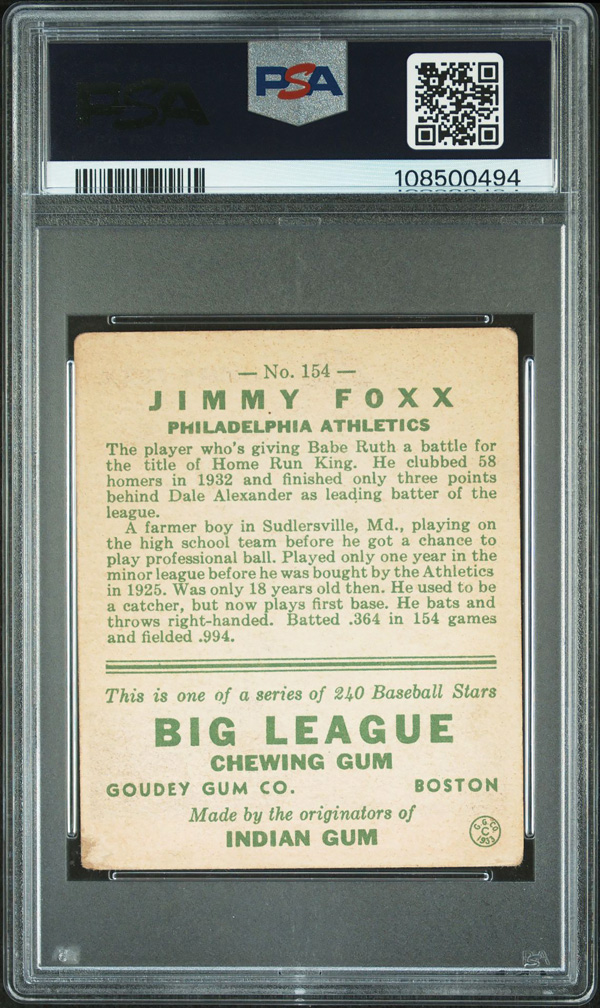 PSA
PSA
108500494
— No. 154 —
JIMMY FOXX
PHILADELPHIA ATHLETICS
The player who's giving Babe Ruth a battle for
the title of Home Run King. He clubbed 58
homers in 1932 and finished only three points
behind Dale Alexander as leading batter of the
league.
A farmer boy in Sudlersville, Md., playing on
the high school team before he got a chance to
play professional ball. Played only one year in the
minor league before he was bought by the Athletics
in 1925. Was only 18 years old then. He used to be
a catcher, but now plays first base. He bats and
throws right-handed. Batted .364 in 154 games
and fielded .994.
This is one of a series of 240 Baseball Stars
BIG LEAGUE
CHEWING GUM
GOUDEY GUM CO. BOSTON
Made by the originators of
INDIAN GUM
G. G. Co.
C
1933
PSA